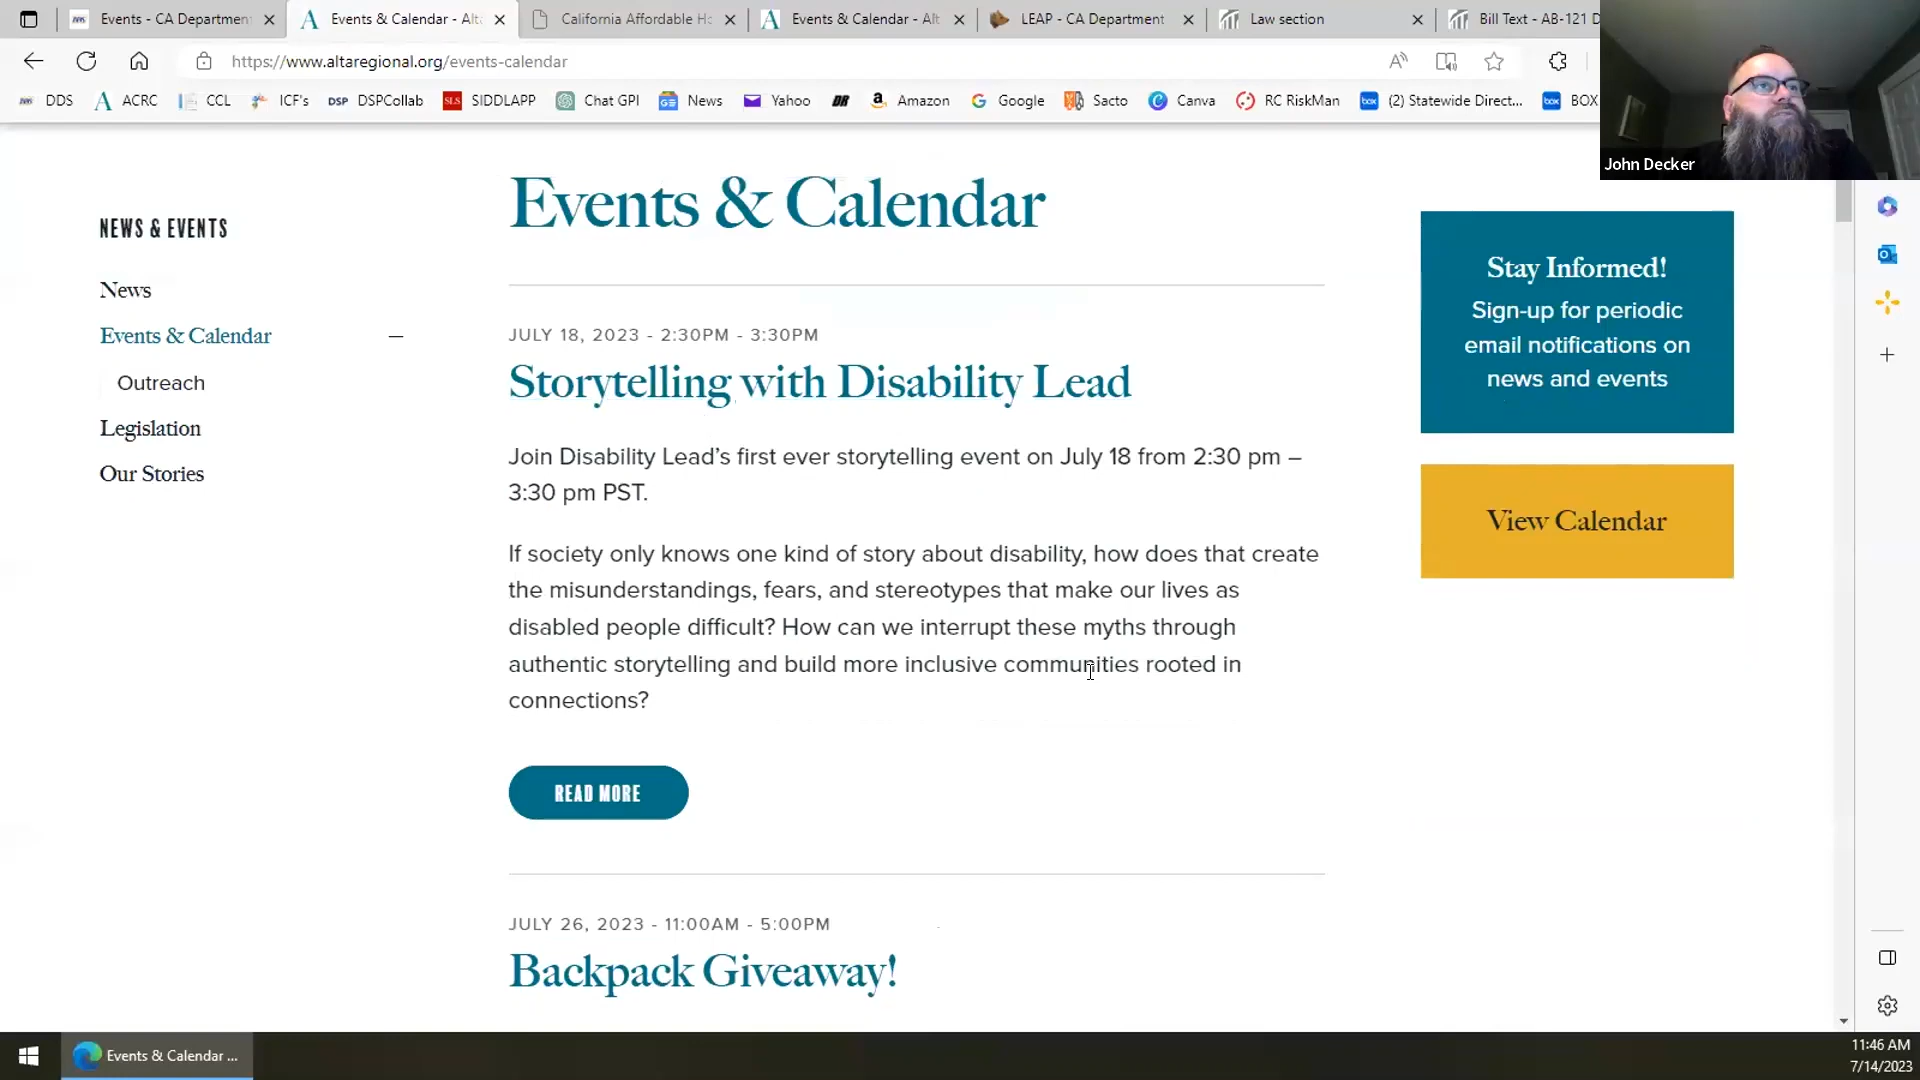 Events - CA Department
Events & Calendar - Alt
California Affordable H
Events & Calendar - Alt
LEAP - CA Department
Law section
Bill Text - AB-121 D
https://www.altaregional.org/events-calendar
DDS
ACRC
CCL
ICF's
DSP
DSPCollab
SLS
SIDDLAPP
Chat GPI
News
Yahoo
DR
Amazon
Google
Sacto
Canva
RC RiskMan
(2) Statewide Direct...
BOX
John Decker
NEWS & EVENTS
News
Events & Calendar
Outreach
Legislation
Our Stories
Events & Calendar
JULY 18, 2023 - 2:30PM - 3:30PM
Storytelling with Disability Lead
Join Disability Lead’s first ever storytelling event on July 18 from 2:30 pm –
3:30 pm PST.
If society only knows one kind of story about disability, how does that create
the misunderstandings, fears, and stereotypes that make our lives as
disabled people difficult? How can we interrupt these myths through
authentic storytelling and build more inclusive communities rooted in
connections?
READ MORE
JULY 26, 2023 - 11:00AM - 5:00PM
Backpack Giveaway!
Stay Informed!
Sign-up for periodic
email notifications on
news and events
View Calendar
Events & Calendar ...
11:46 AM
7/14/2023